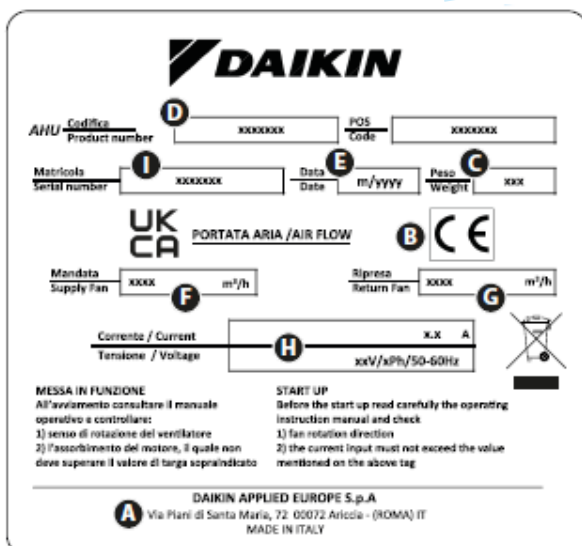 DAIKIN
D
AHU Codifica Product number xxxxxxx POS Code xxxxxxx
I E C
Matricola Serial number xxxxxxx Data Date m/yyyy Peso Weight xxx
UK CA PORTATA ARIA /AIR FLOW B CE
Mandata Supply Fan xxxx m³/h Ripresa Return Fan xxxx m³/h
F G
Corrente / Current x.x A
H
Tensione / Voltage xxV/xPh/50-60Hz
MESSA IN FUNZIONE
All'avviamento consultare il manuale
operativo e controllare:
1) senso di rotazione del ventilatore
2) l'assorbimento del motore, il quale non
deve superare il valore di targa sopraindicato
START UP
Before the start up read carefully the operating
instruction manual and check
1) fan rotation direction
2) the current input must not exceed the value
mentioned on the above tag
DAIKIN APPLIED EUROPE S.p.A
A Via Piani di Santa Maria, 72 00072 Ariccia - (ROMA) IT
MADE IN ITALY